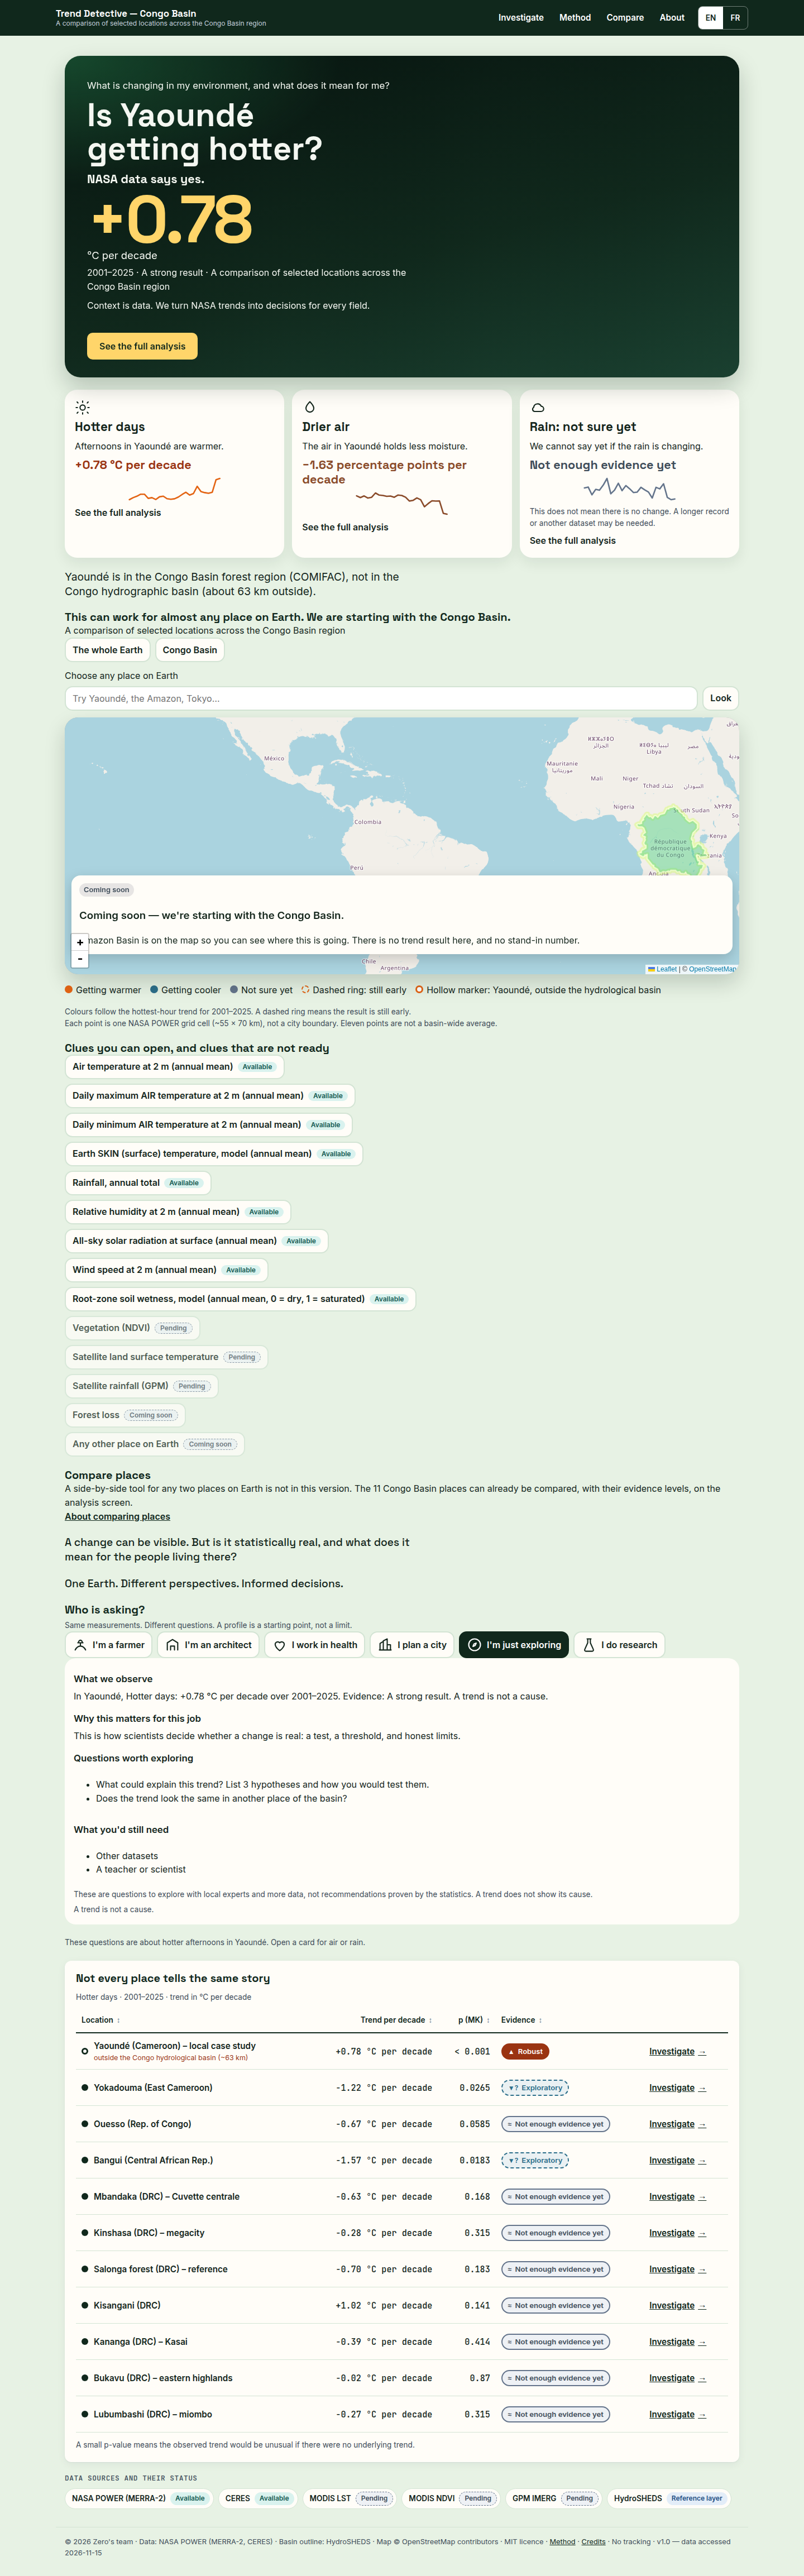 Trend Detective — Congo Basin
A comparison of selected locations across the Congo Basin region
Investigate Method Compare About EN FR
What is changing in my environment, and what does it mean for me?
Is Yaoundé
getting hotter?
NASA data says yes.
+0.78
°C per decade
2001–2025 · A strong result · A comparison of selected locations across the
Congo Basin region
Context is data. We turn NASA trends into decisions for every field.
See the full analysis
Hotter days
Afternoons in Yaoundé are warmer.
+0.78 °C per decade
See the full analysis
Drier air
The air in Yaoundé holds less moisture.
−1.63 percentage points per
decade
See the full analysis
Rain: not sure yet
We cannot say yet if the rain is changing.
Not enough evidence yet
This does not mean there is no change. A longer record
or another dataset may be needed.
See the full analysis
Yaoundé is in the Congo Basin forest region (COMIFAC), not in the
Congo hydrographic basin (about 63 km outside).
This can work for almost any place on Earth. We are starting with the Congo Basin.
A comparison of selected locations across the Congo Basin region
The whole Earth Congo Basin
Choose any place on Earth
Try Yaoundé, the Amazon, Tokyo...
Look
México
Mauritanie
موريتانيا
الجزائر
Libya
ليبيا
مصر
Mali
Niger
Tchad تشاد
السودان
Nigeria
South Sudan
Colombia
République
démocratique
du Congo
Kenya
Perú
Coming soon
Coming soon — we're starting with the Congo Basin.
mazon Basin is on the map so you can see where this is going. There is no trend result here, and no stand-in number.
+
-
Chile
Argentina
Leaflet | © OpenStreetMap
Getting warmer Getting cooler Not sure yet Dashed ring: still early Hollow marker: Yaoundé, outside the hydrological basin
Colours follow the hottest-hour trend for 2001–2025. A dashed ring means the result is still early.
Each point is one NASA POWER grid cell (~55 × 70 km), not a city boundary. Eleven points are not a basin-wide average.
Clues you can open, and clues that are not ready
Air temperature at 2 m (annual mean) Available
Daily maximum AIR temperature at 2 m (annual mean) Available
Daily minimum AIR temperature at 2 m (annual mean) Available
Earth SKIN (surface) temperature, model (annual mean) Available
Rainfall, annual total Available
Relative humidity at 2 m (annual mean) Available
All-sky solar radiation at surface (annual mean) Available
Wind speed at 2 m (annual mean) Available
Root-zone soil wetness, model (annual mean, 0 = dry, 1 = saturated) Available
Vegetation (NDVI) Pending
Satellite land surface temperature Pending
Satellite rainfall (GPM) Pending
Forest loss Coming soon
Any other place on Earth Coming soon
Compare places
A side-by-side tool for any two places on Earth is not in this version. The 11 Congo Basin places can already be compared, with their evidence levels, on the
analysis screen.
About comparing places
A change can be visible. But is it statistically real, and what does it
mean for the people living there?
One Earth. Different perspectives. Informed decisions.
Who is asking?
Same measurements. Different questions. A profile is a starting point, not a limit.
I'm a farmer I'm an architect I work in health I plan a city I'm just exploring I do research
What we observe
In Yaoundé, Hotter days: +0.78 °C per decade over 2001–2025. Evidence: A strong result. A trend is not a cause.
Why this matters for this job
This is how scientists decide whether a change is real: a test, a threshold, and honest limits.
Questions worth exploring
• What could explain this trend? List 3 hypotheses and how you would test them.
• Does the trend look the same in another place of the basin?
What you'd still need
• Other datasets
• A teacher or scientist
These are questions to explore with local experts and more data, not recommendations proven by the statistics. A trend does not show its cause.
A trend is not a cause.
These questions are about hotter afternoons in Yaoundé. Open a card for air or rain.
Not every place tells the same story
Hotter days · 2001–2025 · trend in °C per decade
Location ↕ Trend per decade ↕ p (MK) ↕ Evidence ↕
Yaoundé (Cameroon) – local case study +0.78 °C per decade < 0.001 ▲ Robust Investigate →
outside the Congo hydrological basin (~63 km)
Yokadouma (East Cameroon) -1.22 °C per decade 0.0265 ▼? Exploratory Investigate →
Ouesso (Rep. of Congo) -0.67 °C per decade 0.0585 ≈ Not enough evidence yet Investigate →
Bangui (Central African Rep.) -1.57 °C per decade 0.0183 ▼? Exploratory Investigate →
Mbandaka (DRC) – Cuvette centrale -0.63 °C per decade 0.168 ≈ Not enough evidence yet Investigate →
Kinshasa (DRC) – megacity -0.28 °C per decade 0.315 ≈ Not enough evidence yet Investigate →
Salonga forest (DRC) – reference -0.70 °C per decade 0.183 ≈ Not enough evidence yet Investigate →
Kisangani (DRC) +1.02 °C per decade 0.141 ≈ Not enough evidence yet Investigate →
Kananga (DRC) – Kasai -0.39 °C per decade 0.414 ≈ Not enough evidence yet Investigate →
Bukavu (DRC) – eastern highlands -0.02 °C per decade 0.87 ≈ Not enough evidence yet Investigate →
Lubumbashi (DRC) – miombo -0.27 °C per decade 0.315 ≈ Not enough evidence yet Investigate →
A small p-value means the observed trend would be unusual if there were no underlying trend.
DATA SOURCES AND THEIR STATUS
NASA POWER (MERRA-2) Available CERES Available MODIS LST Pending MODIS NDVI Pending GPM IMERG Pending HydroSHEDS Reference layer
© 2026 Zero's team · Data: NASA POWER (MERRA-2, CERES) · Basin outline: HydroSHEDS · Map © OpenStreetMap contributors · MIT licence · Method · Credits · No tracking · v1.0 — data accessed
2026-11-15